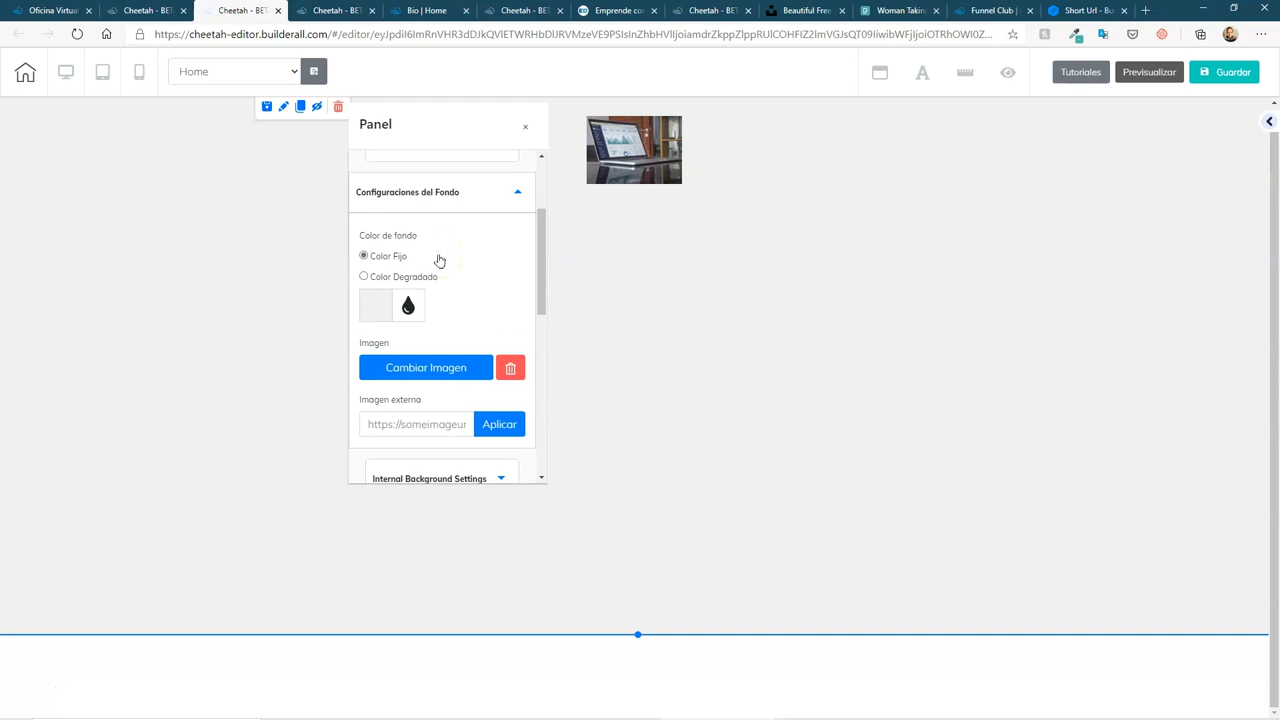 Oficina Virtual
Cheetah - BET
Cheetah - BET
Cheetah - BET
Bio | Home
Cheetah - BET
Emprende co
Cheetah - BET
Beautiful Free
Woman Takin
Funnel Club |
Short Url - Bu
Home
Tutoriales
Previsualizar
Guardar
Panel
Configuraciones del Fondo
Color de fondo
Color Fijo
Color Degradado
Imagen
Cambiar Imagen
Imagen externa
https://someimageur
Aplicar
Internal Background Settings